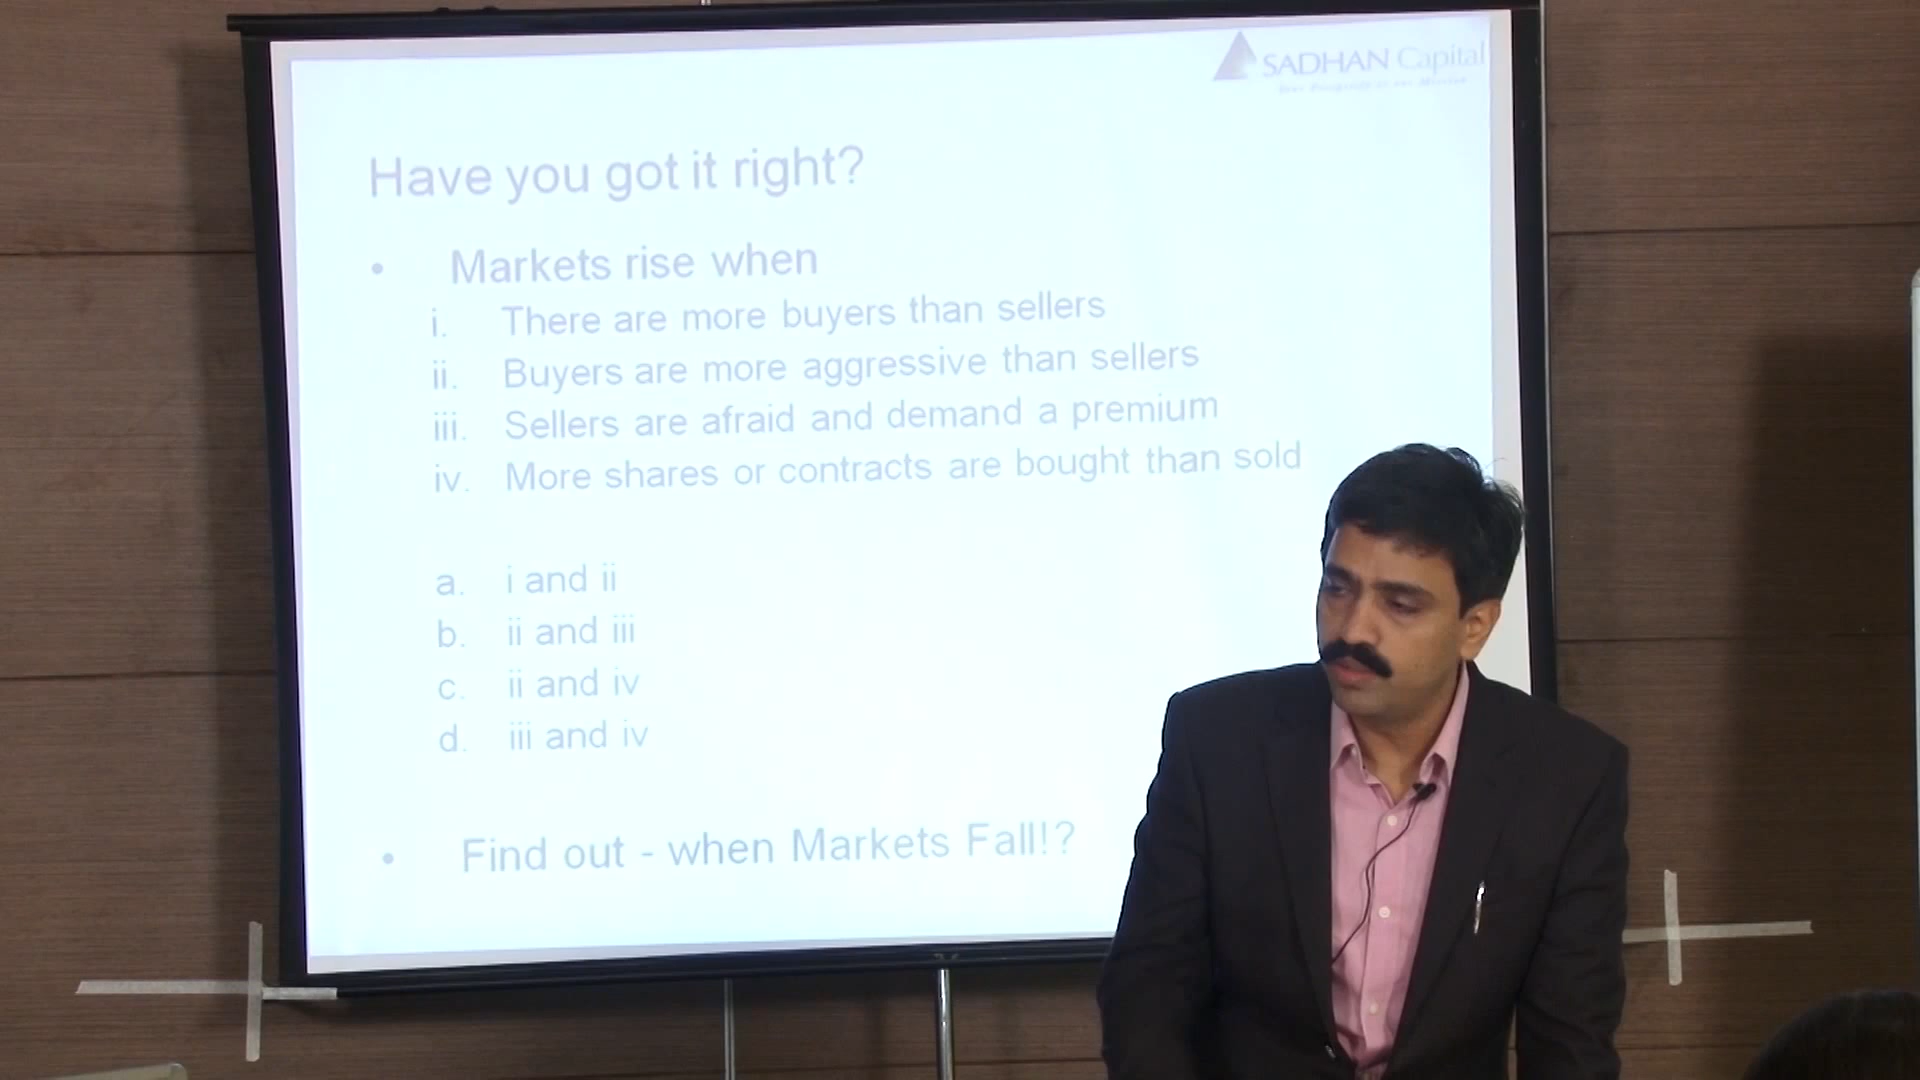 SADHAN Capital
Have you got it right?
• Markets rise when
i. There are more buyers than sellers
ii. Buyers are more aggressive than sellers
iii. Sellers are afraid and demand a premium
iv. More shares or contracts are bought than sold
a. i and ii
b. ii and iii
c. ii and iv
d. iii and iv
• Find out - when Markets Fall!?